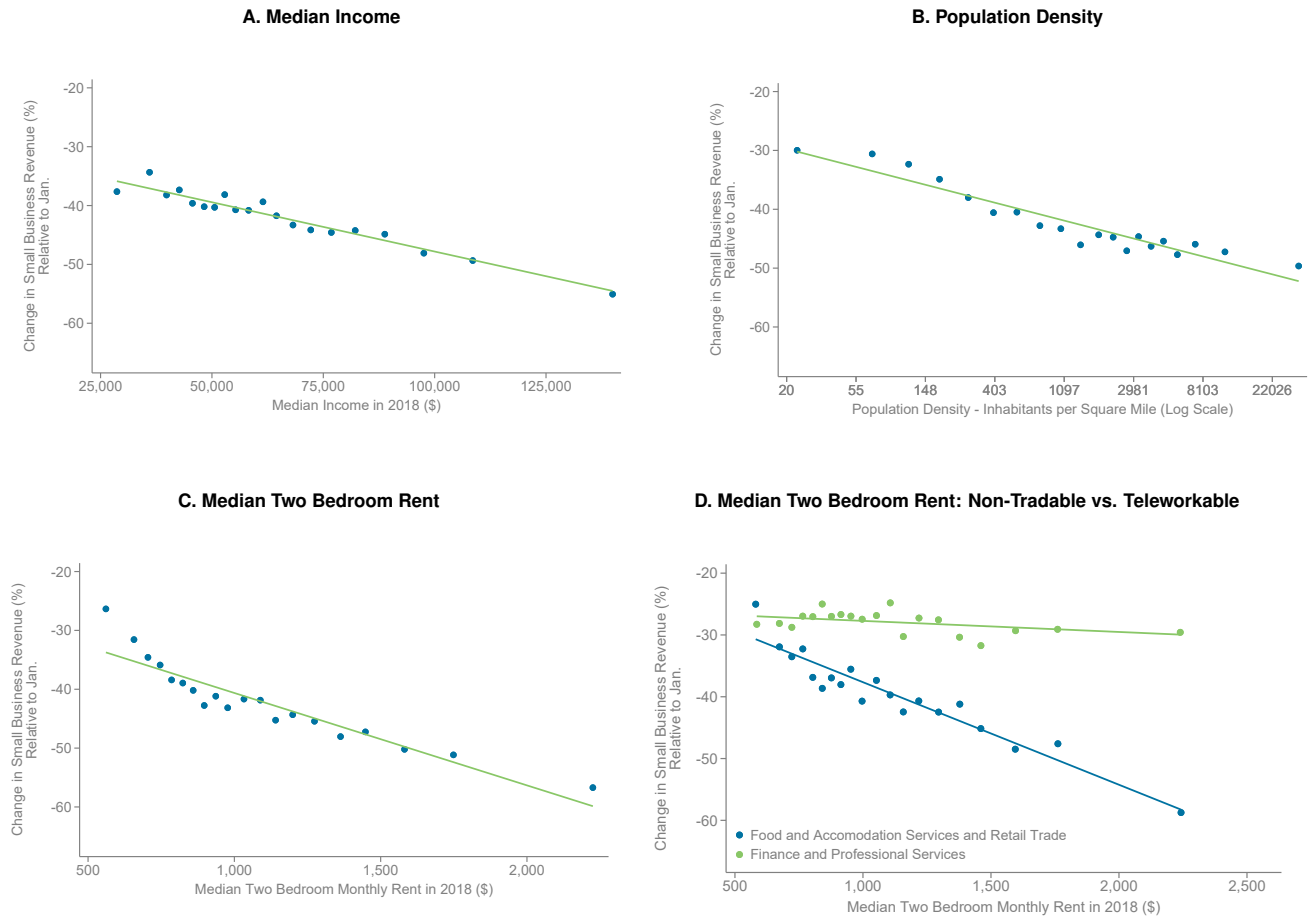 A. Median Income
Change in Small Business Revenue (%)
Relative to Jan.
-20
-30
-40
-50
-60
25,000
50,000
75,000
100,000
125,000
Median Income in 2018 ($)
B. Population Density
Change in Small Business Revenue (%)
Relative to Jan.
-20
-30
-40
-50
-60
20
55
148
403
1097
2981
8103
22026
Population Density - Inhabitants per Square Mile (Log Scale)
C. Median Two Bedroom Rent
Change in Small Business Revenue (%)
Relative to Jan.
-20
-30
-40
-50
-60
500
1,000
1,500
2,000
Median Two Bedroom Monthly Rent in 2018 ($)
D. Median Two Bedroom Rent: Non-Tradable vs. Teleworkable
Change in Small Business Revenue (%)
Relative to Jan.
-20
-30
-40
-50
-60
Food and Accomodation Services and Retail Trade
Finance and Professional Services
500
1,000
1,500
2,000
2,500
Median Two Bedroom Monthly Rent in 2018 ($)